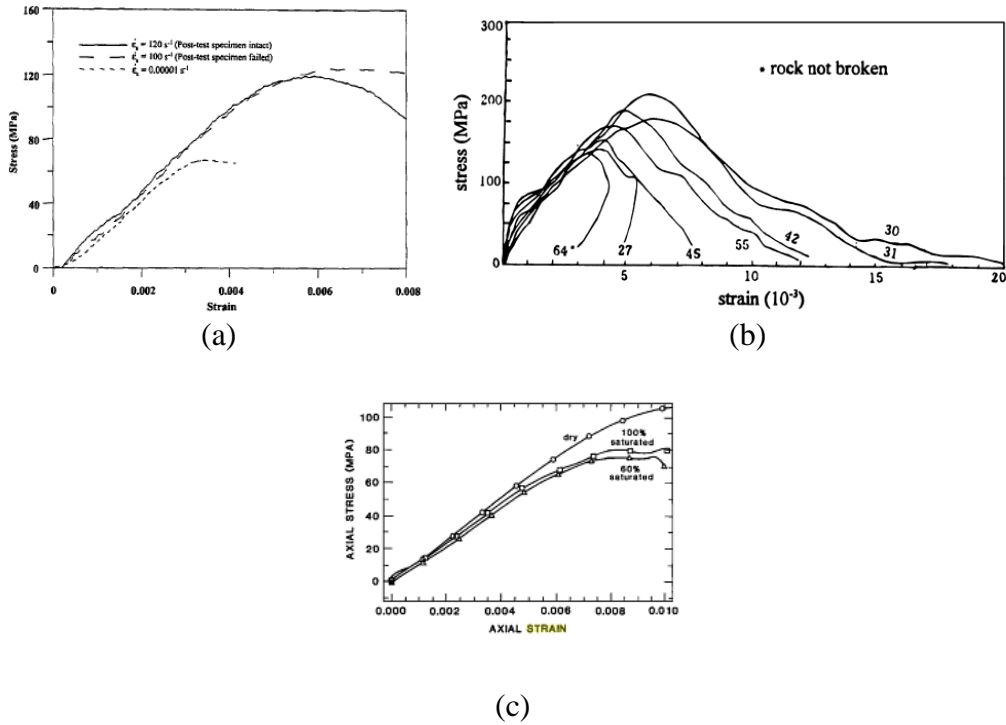 160
120
80
40
0
Stress (MPa)
ε̇s = 120 s⁻¹ (Post-test specimen intact)
ε̇s = 100 s⁻¹ (Post-test specimen failed)
ε̇s = 0.00001 s⁻¹
0 0.002 0.004 0.006 0.008
Strain
(a)
300
200
100
0
stress (MPa)
• rock not broken
64* 27 45 55 42 31 30
5 10 15 20
strain (10⁻³)
(b)
100
80
60
40
20
0
AXIAL STRESS (MPA)
dry
100%
saturated
60%
saturated
0.000 0.002 0.004 0.006 0.008 0.010
AXIAL STRAIN
(c)